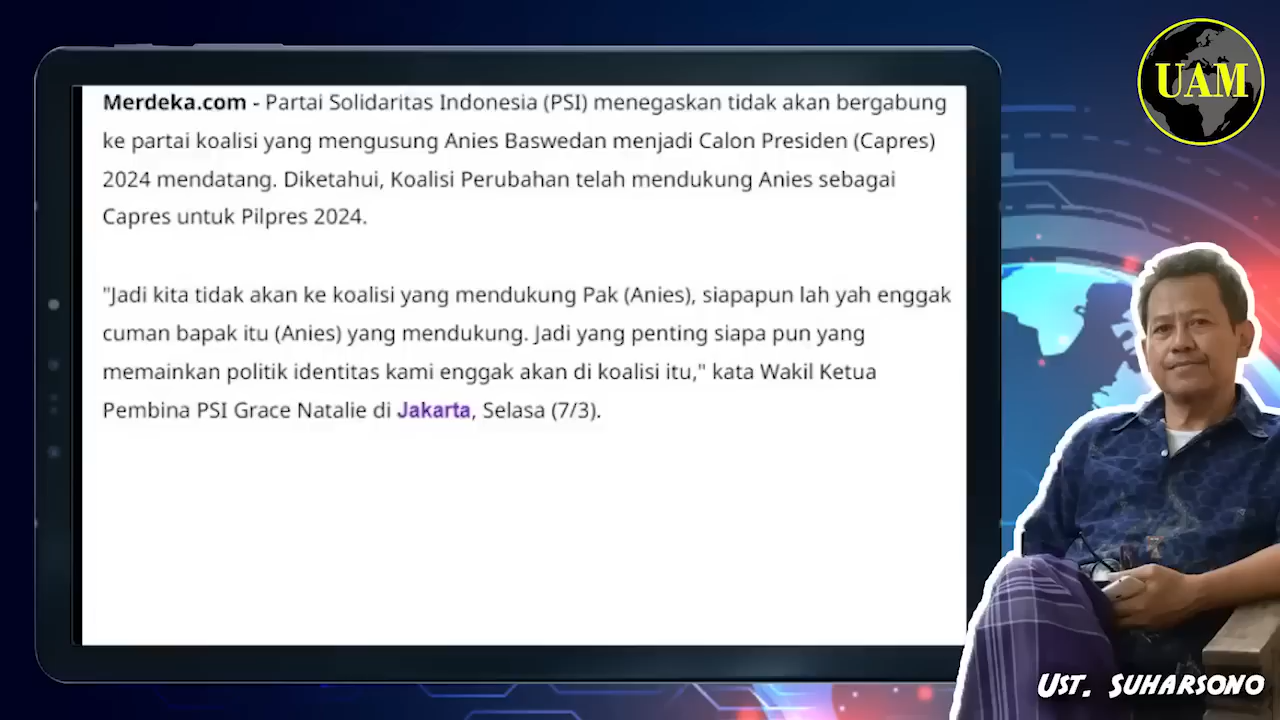 UAM
Merdeka.com - Partai Solidaritas Indonesia (PSI) menegaskan tidak akan bergabung
ke partai koalisi yang mengusung Anies Baswedan menjadi Calon Presiden (Capres)
2024 mendatang. Diketahui, Koalisi Perubahan telah mendukung Anies sebagai
Capres untuk Pilpres 2024.
"Jadi kita tidak akan ke koalisi yang mendukung Pak (Anies), siapapun lah yah enggak
cuman bapak itu (Anies) yang mendukung. Jadi yang penting siapa pun yang
memainkan politik identitas kami enggak akan di koalisi itu," kata Wakil Ketua
Pembina PSI Grace Natalie di Jakarta, Selasa (7/3).
UST. SUHARSONO